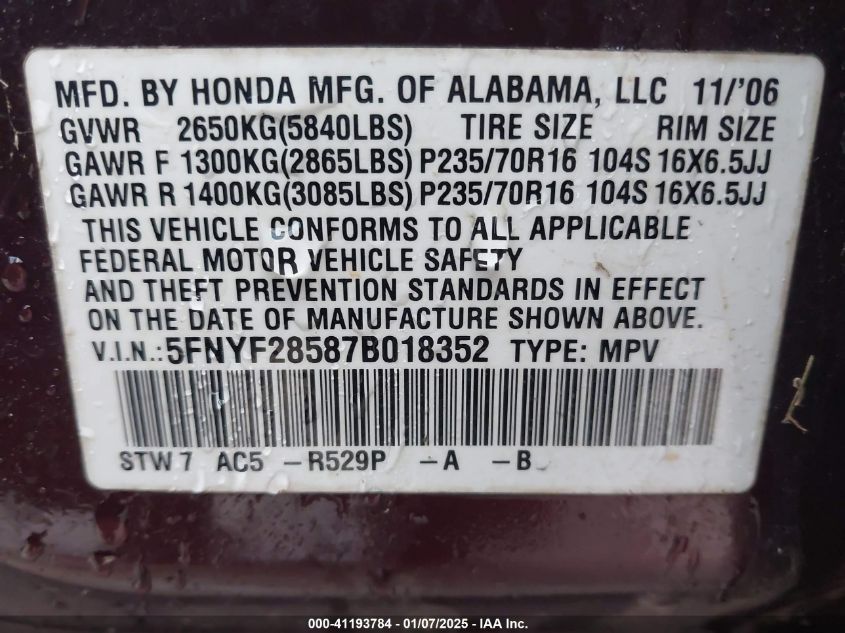 MFD. BY HONDA MFG. OF ALABAMA, LLC 11/'06
GVWR 2650KG(5840LBS) TIRE SIZE RIM SIZE
GAWR F 1300KG(2865LBS) P235/70R16 104S 16X6.5JJ
GAWR R 1400KG(3085LBS) P235/70R16 104S 16X6.5JJ
THIS VEHICLE CONFORMS TO ALL APPLICABLE
FEDERAL MOTOR VEHICLE SAFETY
AND THEFT PREVENTION STANDARDS IN EFFECT
ON THE DATE OF MANUFACTURE SHOWN ABOVE.
V.I.N.:5FNYF28587B018352 TYPE: MPV
STW 7 AC5 -R529P -A -B
000-41193784 - 01/07/2025 - IAA Inc.